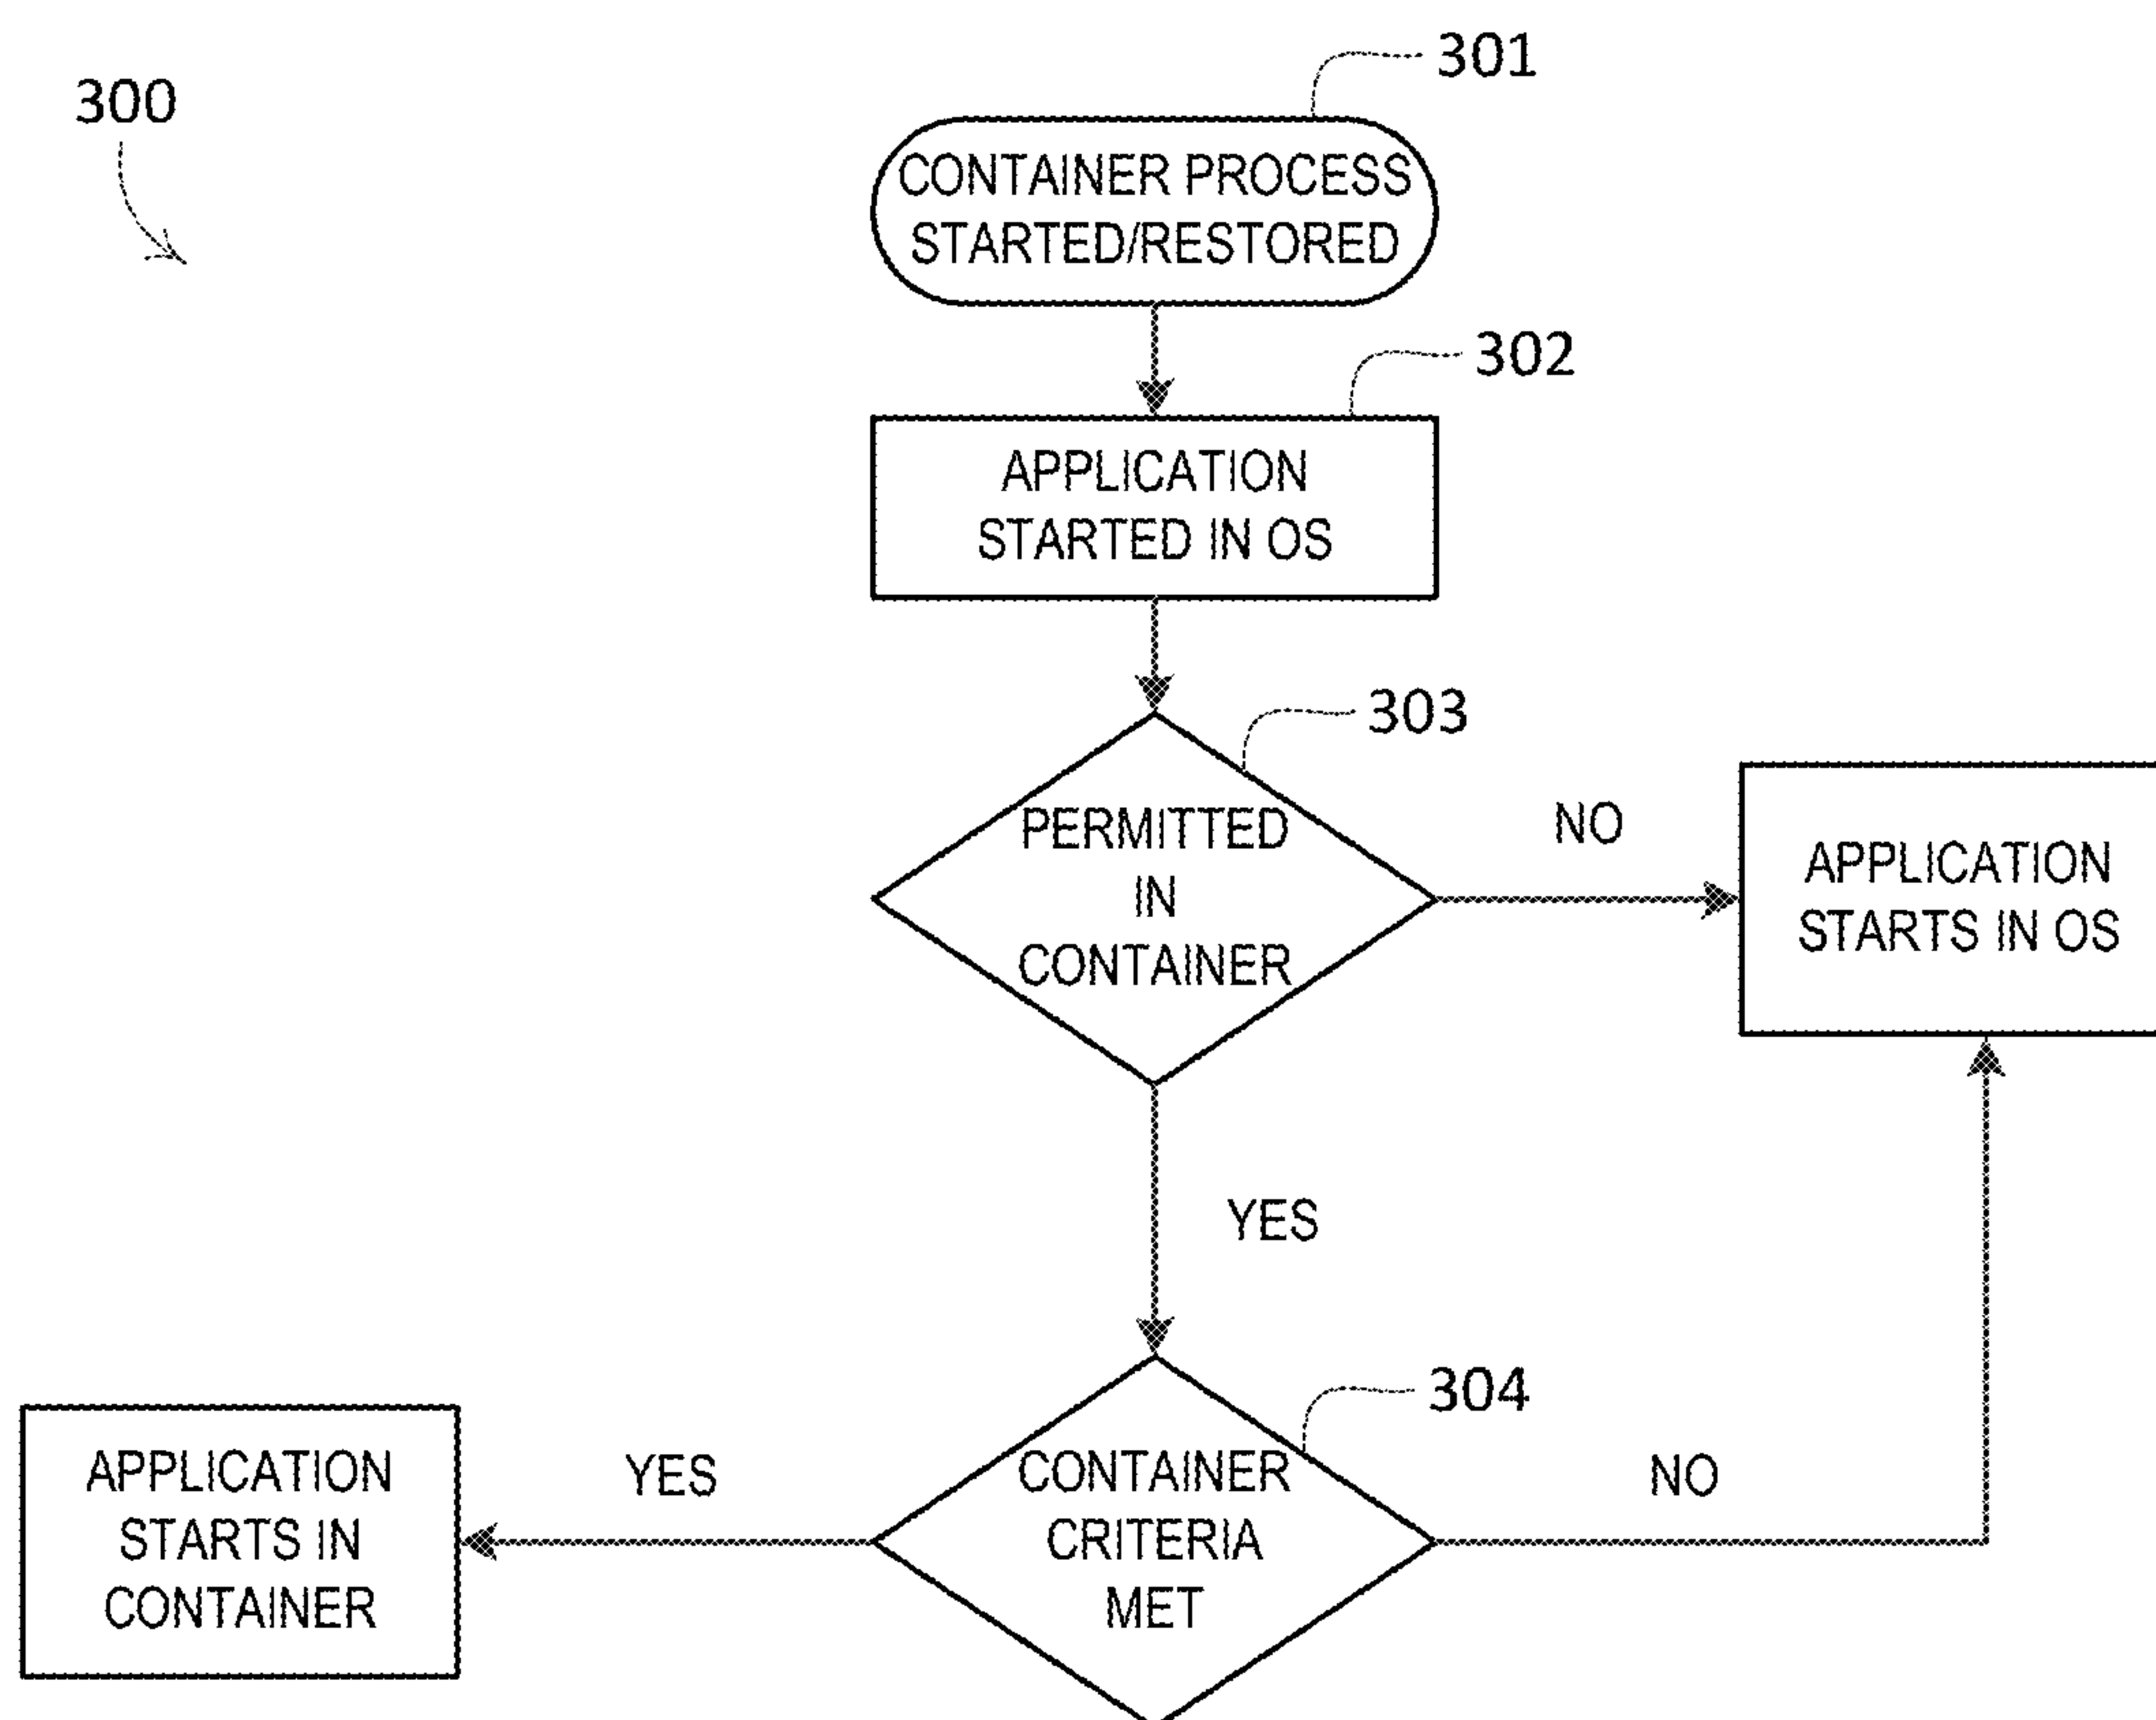 300
301
CONTAINER PROCESS
STARTED/RESTORED
302
APPLICATION
STARTED IN OS
303
PERMITTED
IN
CONTAINER
NO
APPLICATION
STARTS IN OS
YES
304
CONTAINER
CRITERIA
MET
YES
NO
APPLICATION
STARTS IN
CONTAINER